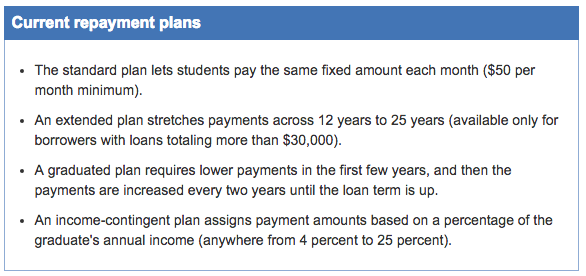 Current repayment plans
• The standard plan lets students pay the same fixed amount each month ($50 per
month minimum).
• An extended plan stretches payments across 12 years to 25 years (available only for
borrowers with loans totaling more than $30,000).
• A graduated plan requires lower payments in the first few years, and then the
payments are increased every two years until the loan term is up.
• An income-contingent plan assigns payment amounts based on a percentage of the
graduate's annual income (anywhere from 4 percent to 25 percent).